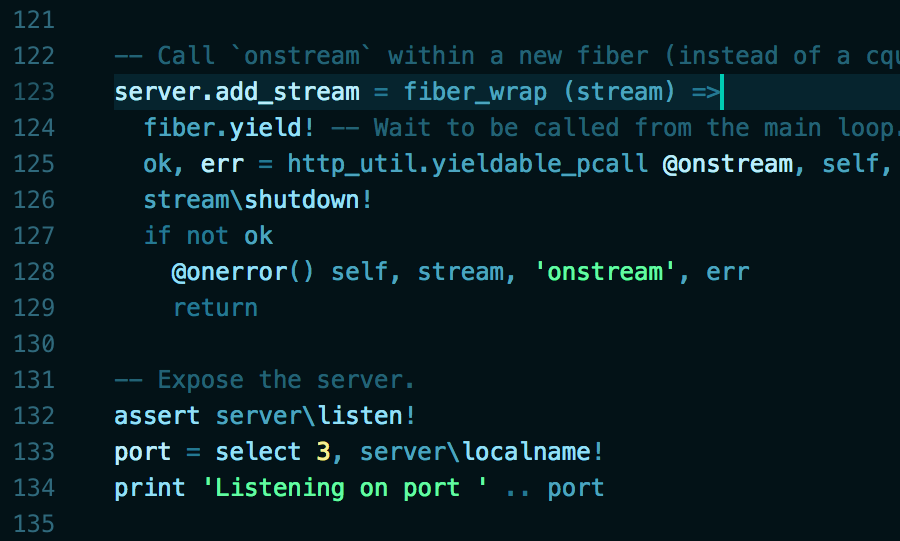 121
122 -- Call `onstream` within a new fiber (instead of a
123 server.add_stream = fiber_wrap (stream) =>
124 fiber.yield! -- Wait to be called from the main loop.
125 ok, err = http_util.yieldable_pcall @onstream, self,
126 stream\shutdown!
127 if not ok
128 @onerror() self, stream, 'onstream', err
129 return
130
131 -- Expose the server.
132 assert server\listen!
133 port = select 3, server\localname!
134 print 'Listening on port ' .. port
135